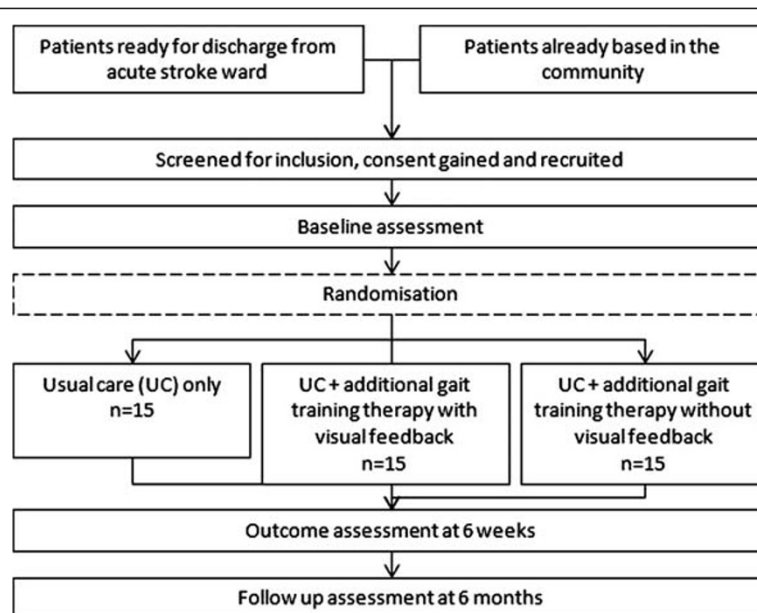 Patients ready for discharge from
acute stroke ward
Patients already based in the
community
Screened for inclusion, consent gained and recruited
Baseline assessment
Randomisation
Usual care (UC) only
n=15
UC + additional gait
training therapy with
visual feedback
n=15
UC + additional gait
training therapy without
visual feedback
n=15
Outcome assessment at 6 weeks
Follow up assessment at 6 months